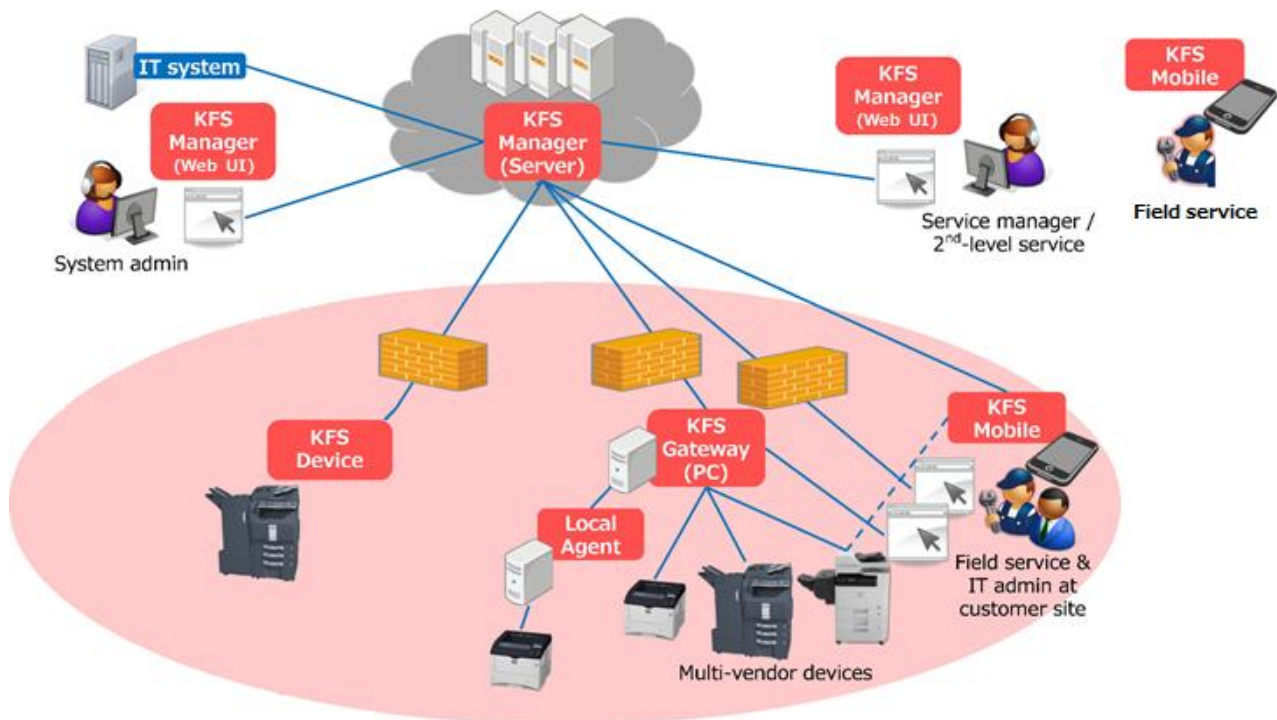 IT system
KFS
Manager
(Web UI)
System admin
KFS
Manager
(Server)
KFS
Manager
(Web UI)
Service manager /
2nd-level service
KFS
Mobile
Field service
KFS
Device
KFS
Gateway
(PC)
Local
Agent
Multi-vendor devices
KFS
Mobile
Field service &
IT admin at
customer site